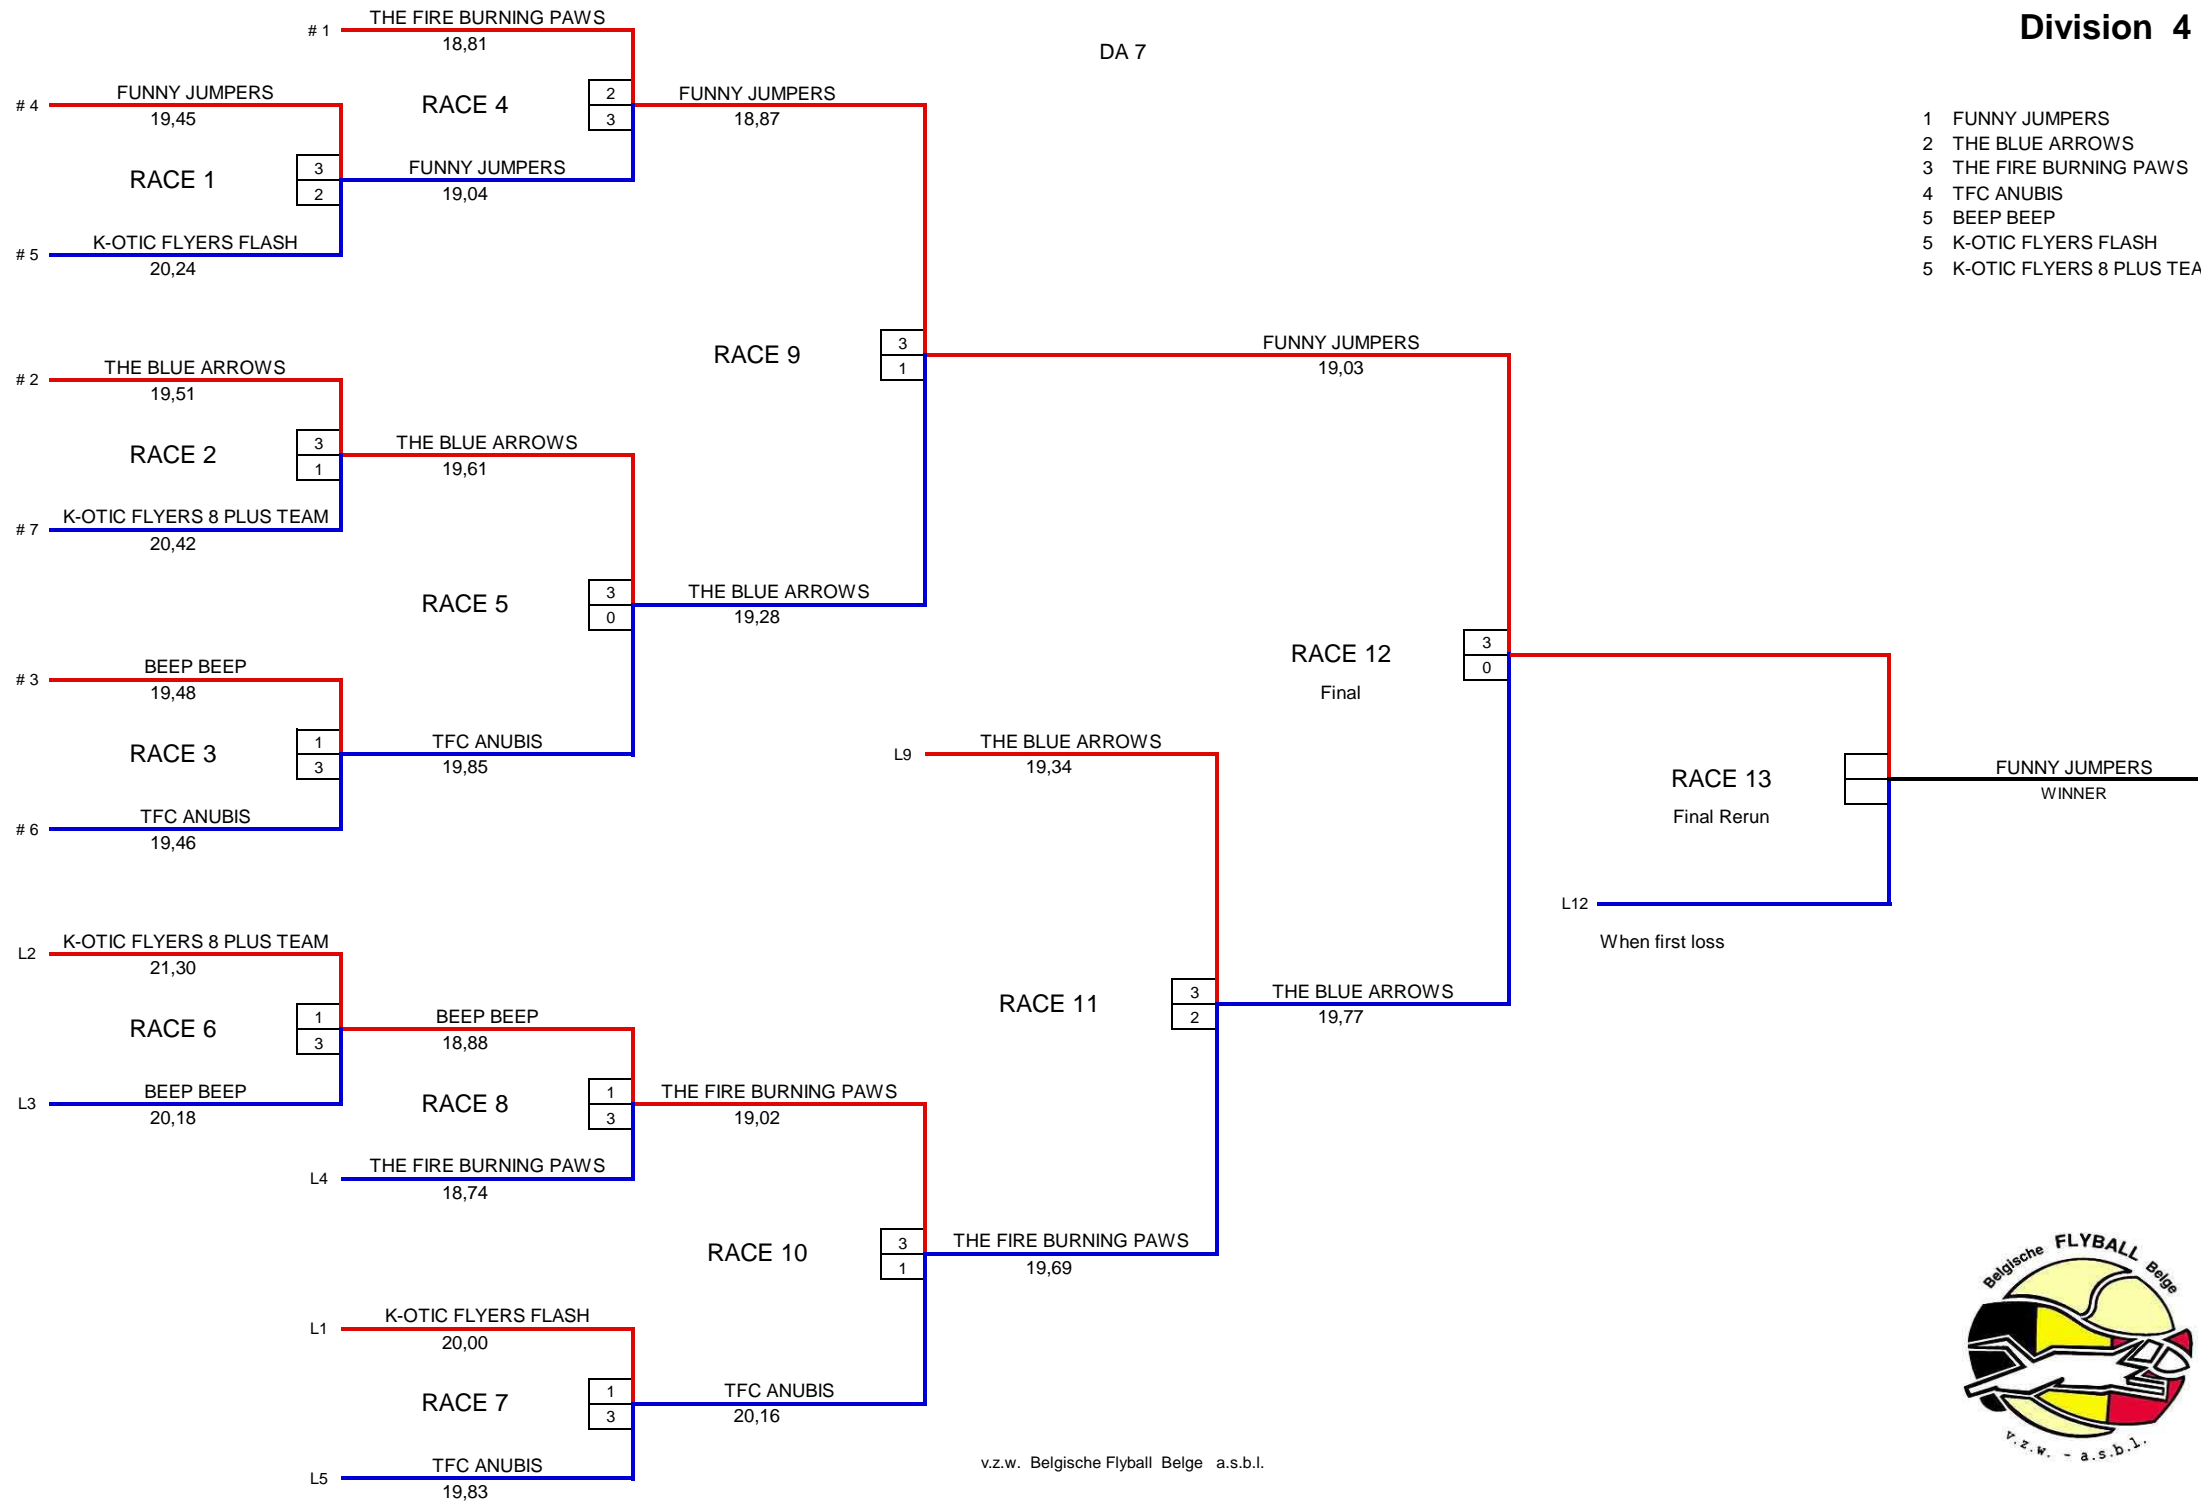 Division 4
DA 7
1 FUNNY JUMPERS
2 THE BLUE ARROWS
3 THE FIRE BURNING PAWS
4 TFC ANUBIS
5 BEEP BEEP
5 K-OTIC FLYERS FLASH
5 K-OTIC FLYERS 8 PLUS TEA
# 1 THE FIRE BURNING PAWS
18,81
# 4 FUNNY JUMPERS
19,45
RACE 4
2
3
FUNNY JUMPERS
18,87
RACE 1
3
2
FUNNY JUMPERS
19,04
# 5 K-OTIC FLYERS FLASH
20,24
RACE 9
3
1
FUNNY JUMPERS
19,03
# 2 THE BLUE ARROWS
19,51
RACE 2
3
1
THE BLUE ARROWS
19,61
# 7 K-OTIC FLYERS 8 PLUS TEAM
20,42
RACE 5
3
0
THE BLUE ARROWS
19,28
# 3 BEEP BEEP
19,48
RACE 3
1
3
TFC ANUBIS
19,85
# 6 TFC ANUBIS
19,46
RACE 12
Final
3
0
L9 THE BLUE ARROWS
19,34
RACE 13
Final Rerun
FUNNY JUMPERS
WINNER
L12
When first loss
L2 K-OTIC FLYERS 8 PLUS TEAM
21,30
RACE 6
1
3
BEEP BEEP
18,88
L3 BEEP BEEP
20,18
RACE 8
1
3
THE FIRE BURNING PAWS
19,02
L4 THE FIRE BURNING PAWS
18,74
RACE 11
3
2
THE BLUE ARROWS
19,77
RACE 10
3
1
THE FIRE BURNING PAWS
19,69
L1 K-OTIC FLYERS FLASH
20,00
RACE 7
1
3
TFC ANUBIS
20,16
L5 TFC ANUBIS
19,83
v.z.w. Belgische Flyball Belge a.s.b.l.
Belgische FLYBALL Belge
v.z.w. - a.s.b.l.